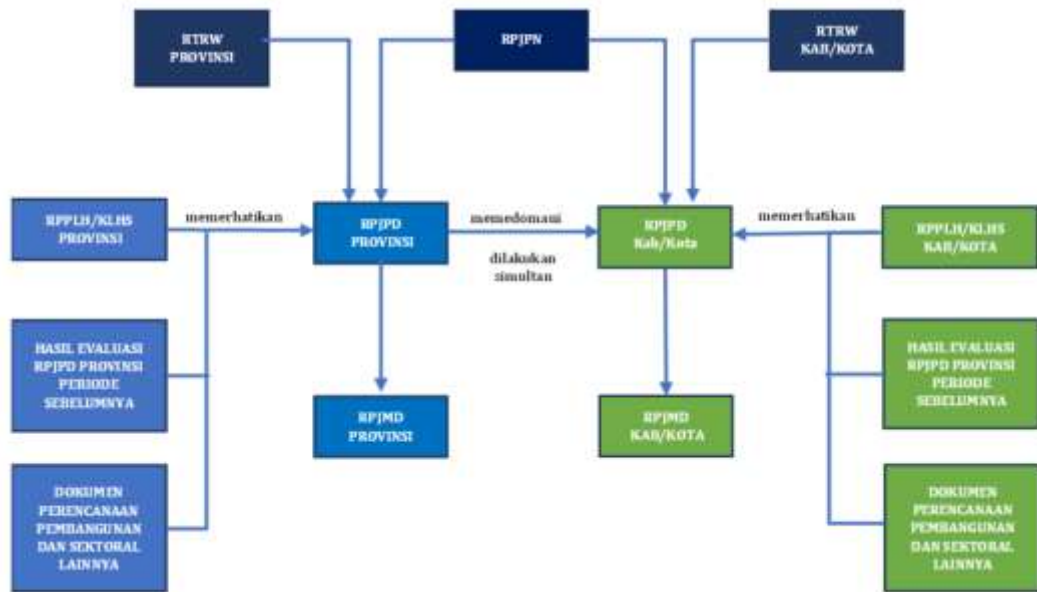 RTRW
PROVINSI
RPJPN
RTRW
KAB/KOTA
RPPLH/KLHS
PROVINSI
memerhatikan
RPJPD
PROVINSI
memedomani
dilakukan
simultan
RPJPD
Kab/Kota
memerhatikan
RPPLH/KLHS
KAB/KOTA
HASIL EVALUASI
RPJPD PROVINSI
PERIODE
SEBELUMNYA
HASIL EVALUASI
RPJPD PROVINSI
PERIODE
SEBELUMNYA
RPJMD
PROVINSI
RPJMD
KAB/KOTA
DOKUMEN
PERENCANAAN
PEMBANGUNAN
DAN SEKTORAL
LAINNYA
DOKUMEN
PERENCANAAN
PEMBANGUNAN
DAN SEKTORAL
LAINNYA